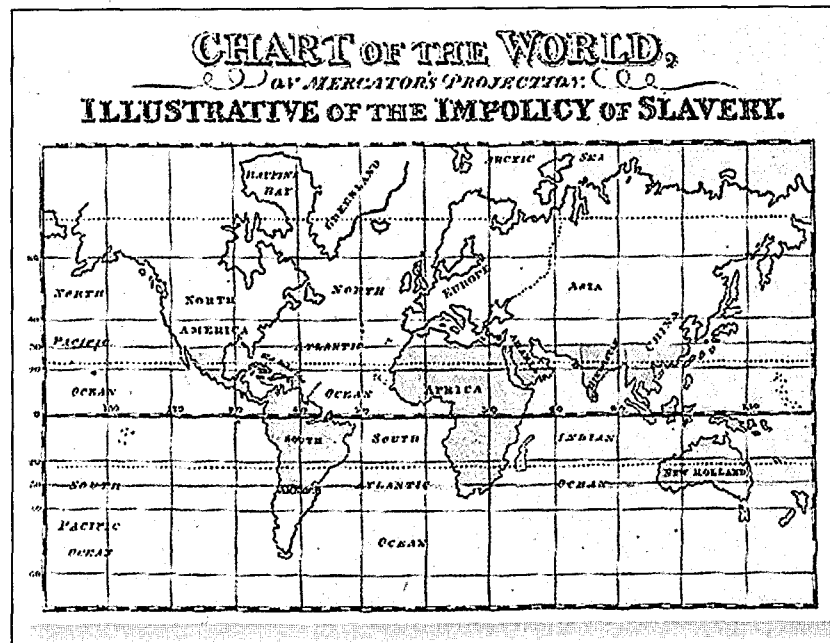 CHART OF THE WORLD,
ON MERCATOR'S PROJECTION.
ILLUSTRATIVE OF THE IMPOLICY OF SLAVERY.
ARCTIC SEA
BAFFINS
BAY
GREENLAND
EUROPE
NORTH
NORTH
AMERICA
NORTH
ASIA
CHINA
PACIFIC
ATLANTIC
ARABIA
OCEAN
OCEAN
AFRICA
SOUTH
SOUTH
INDIAN
NEW HOLLAND
SOUTH
ATLANTIC
OCEAN
PACIFIC
OCEAN
OCEAN